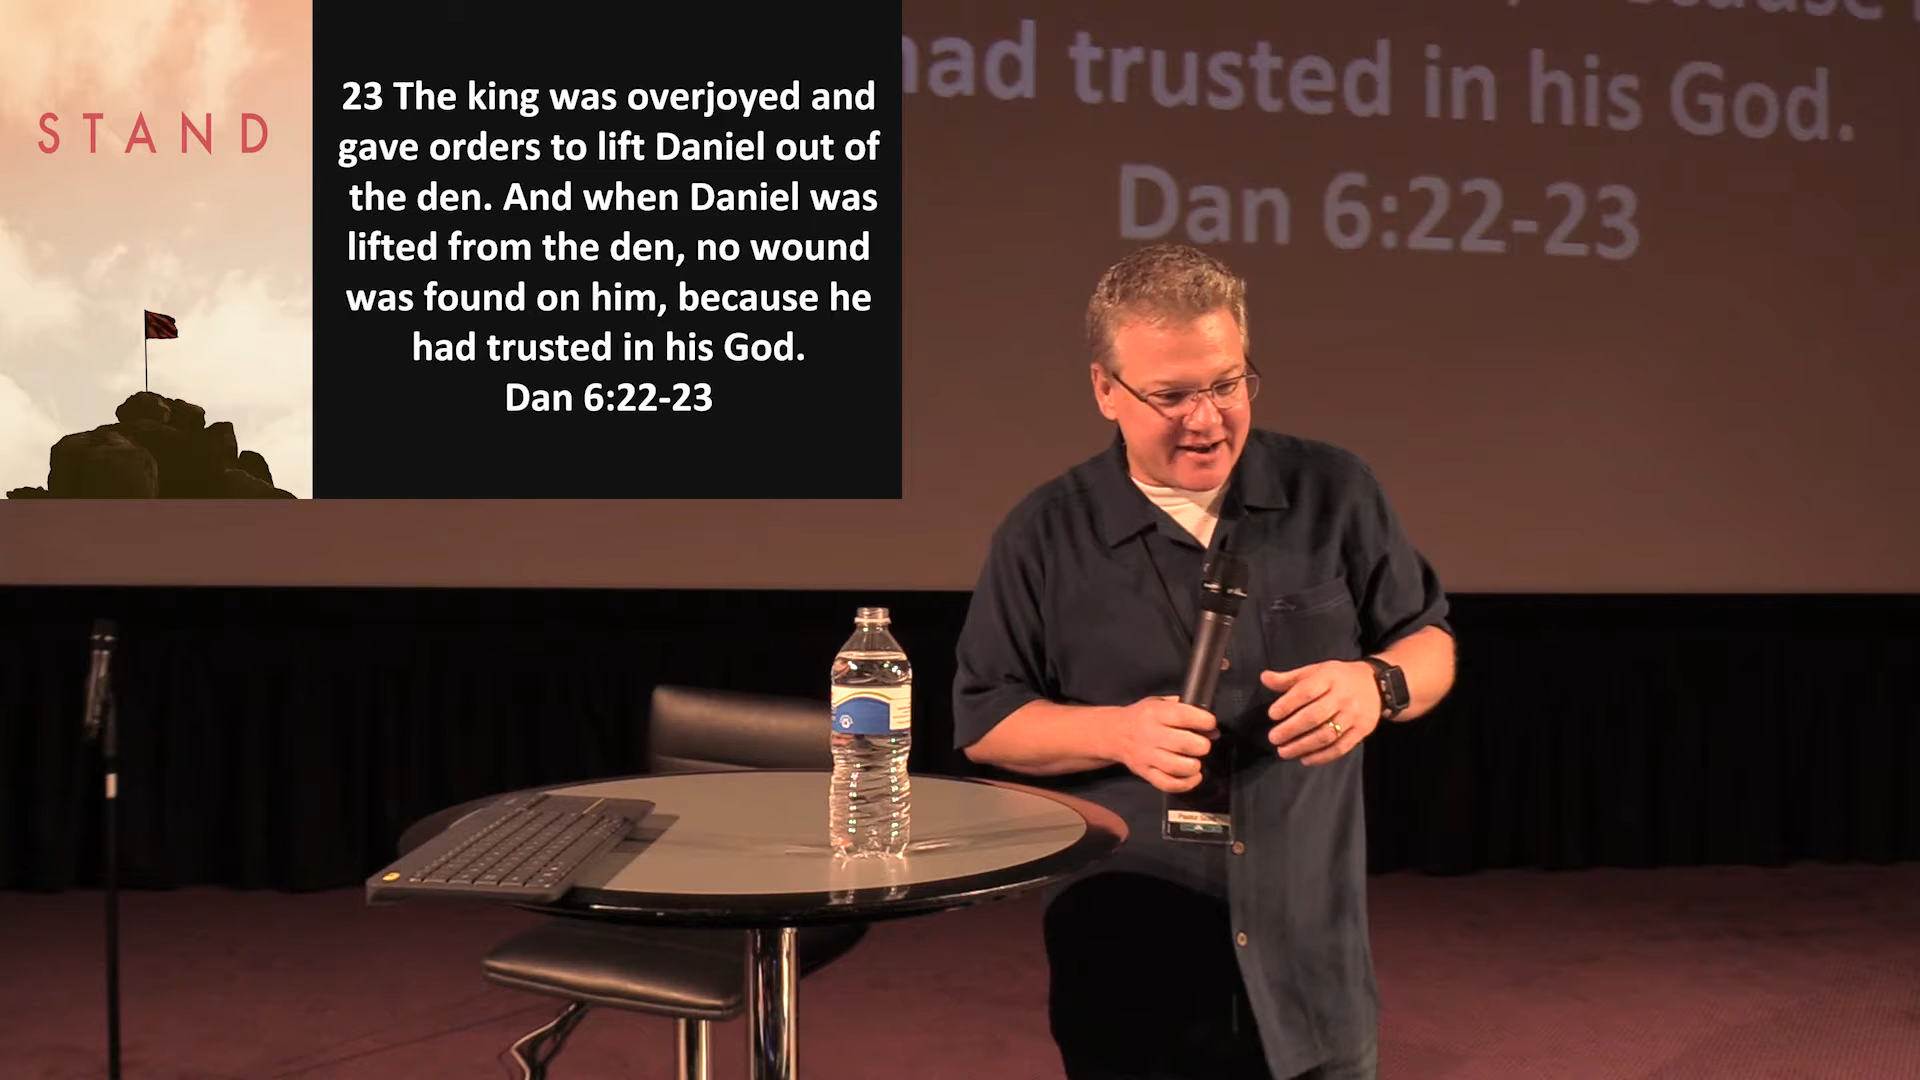 STAND
23 The king was overjoyed and
gave orders to lift Daniel out of
the den. And when Daniel was
lifted from the den, no wound
was found on him, because he
had trusted in his God.
Dan 6:22-23
had trusted in his God.
Dan 6:22-23